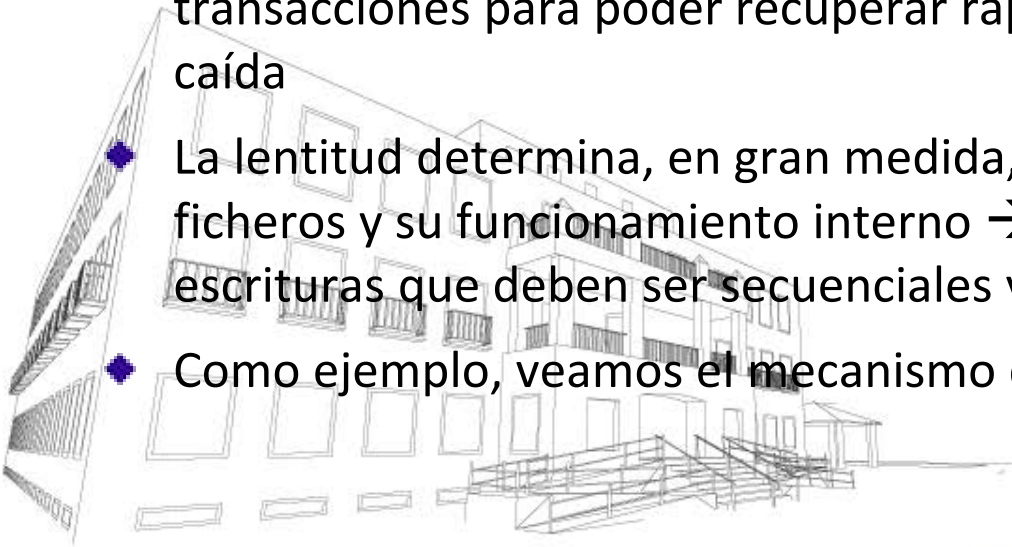 transacciones para poder recuperar
caída
La lentitud determina, en gran medida,
ficheros y su funcionamiento interno →
escrituras que deben ser secuenciales
Como ejemplo, veamos el mecanismo